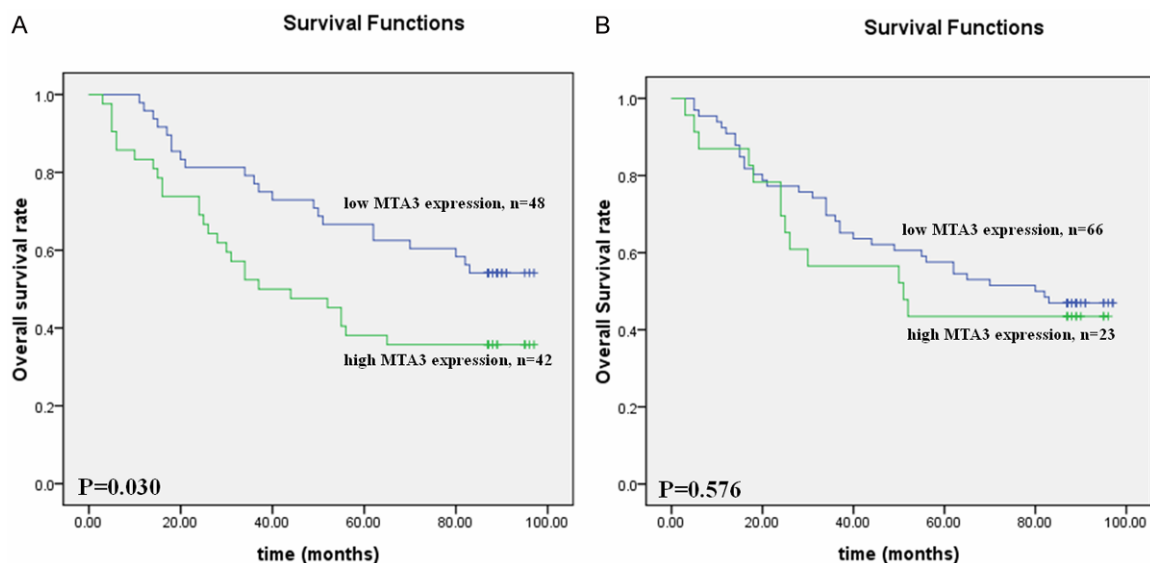 A
Survival Functions
Overall survival rate
1.0
0.8
0.6
0.4
0.2
0.0
low MTA3 expression, n=48
high MTA3 expression, n=42
P=0.030
0.00 20.00 40.00 60.00 80.00 100.00
time (months)
B
Survival Functions
Overall Survival rate
1.0
0.8
0.6
0.4
0.2
0.0
low MTA3 expression, n=66
high MTA3 expression, n=23
P=0.576
0.00 20.00 40.00 60.00 80.00 100.00
time (months)